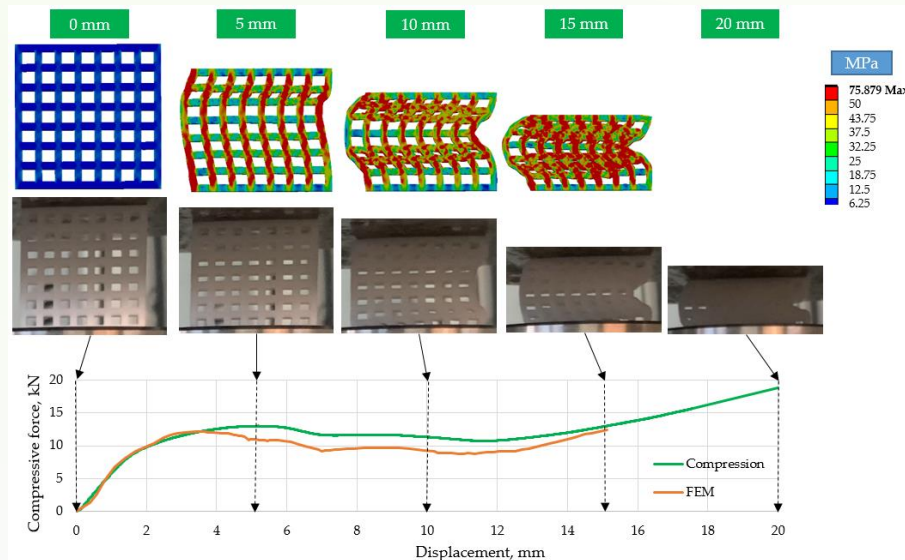 0 mm
5 mm
10 mm
15 mm
20 mm
MPa
75.879 Max
50
43.75
37.5
32.25
25
18.75
12.5
6.25
Compressive force, kN
20
15
10
5
0
0 2 4 6 8 10 12 14 16 18 20
Displacement, mm
Compression
FEM